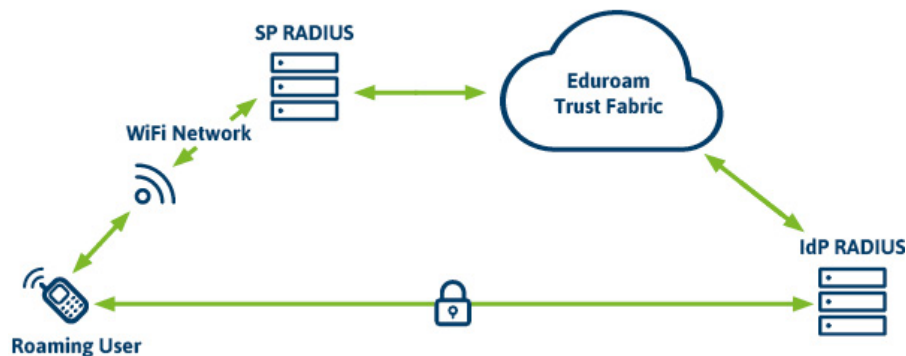 SP RADIUS
Eduroam
Trust Fabric
WiFi Network
IdP RADIUS
Roaming User